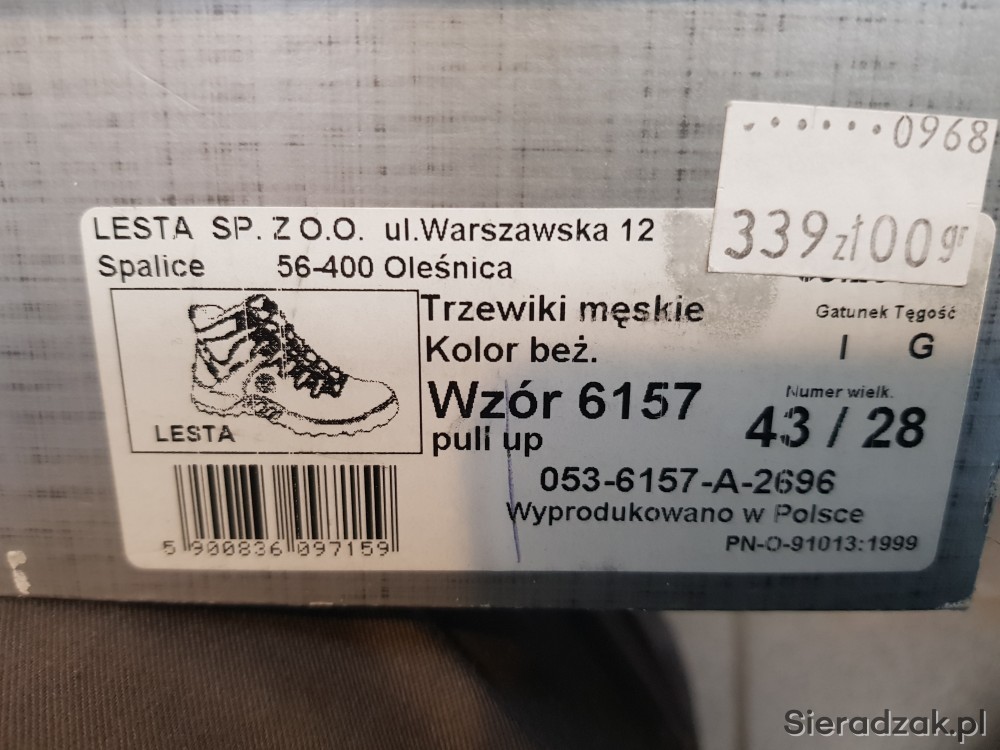 0968
339 zł 00 gr
LESTA SP. Z O.O. ul.Warszawska 12
Spalice 56-400 Oleśnica
Trzewiki męskie
Gatunek Tęgość
Kolor beż.
I G
Wzór 6157
Numer wielk.
43 / 28
LESTA
puli up
053-6157-A-2696
Wyprodukowano w Polsce
5 900836 097159
PN-O-91013:1999
Sieradzak.pl